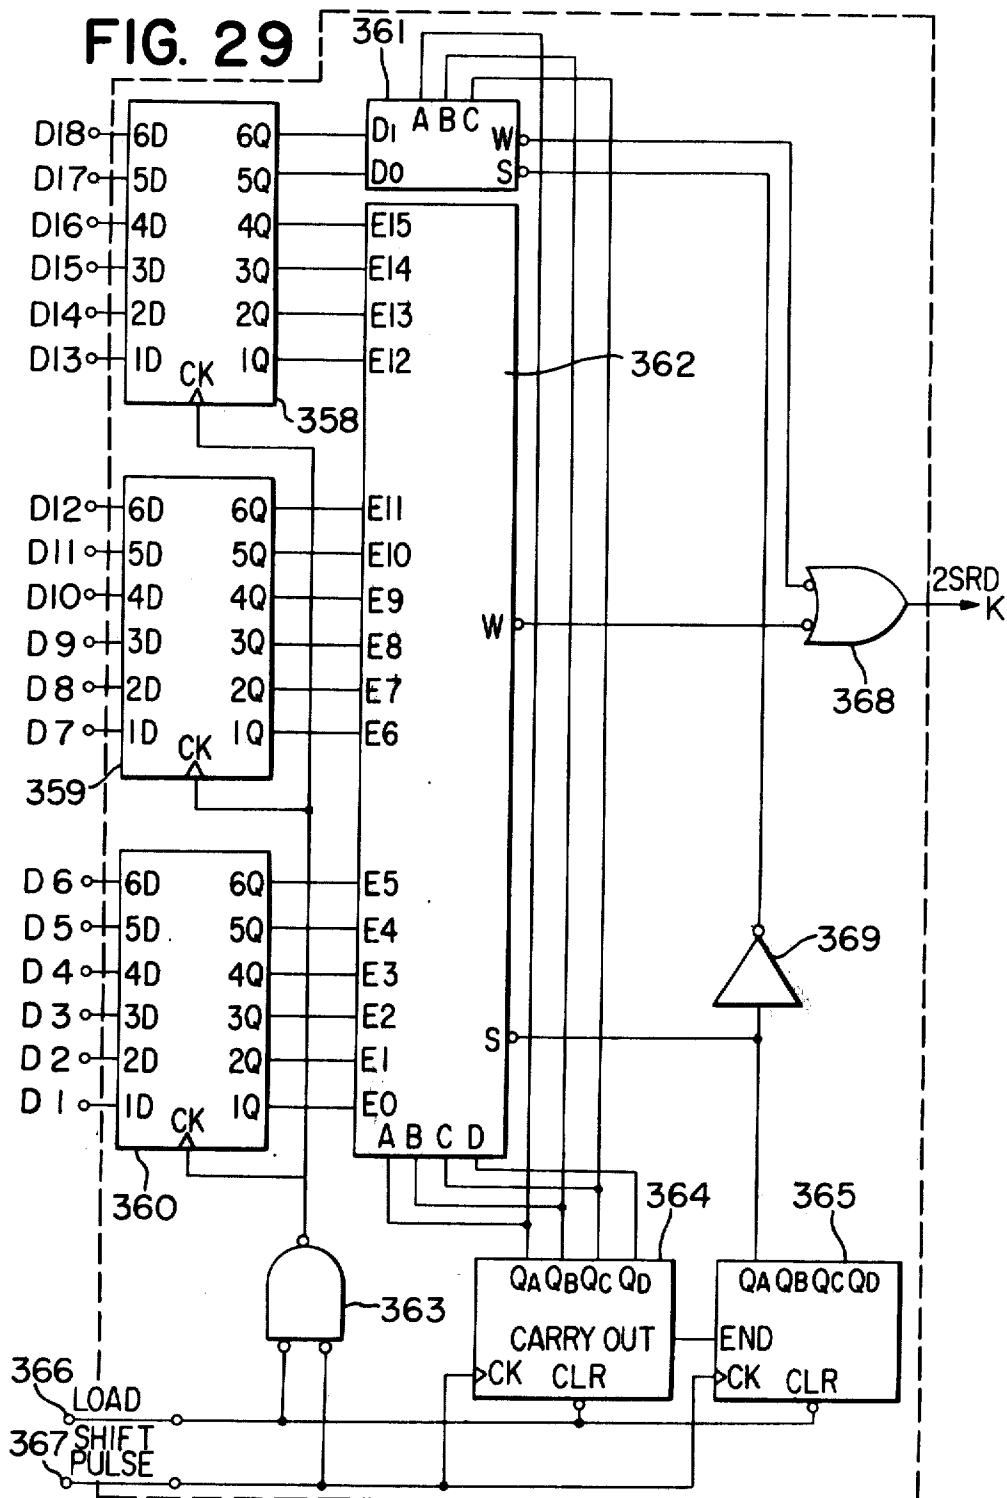 FIG. 29
361
A B C
D18 6D 6Q D1 W
D17 5D 5Q D0 S
D16 4D 4Q E15
D15 3D 3Q E14
D14 2D 2Q E13
D13 1D 1Q E12
CK
358
362
D12 6D 6Q E11
D11 5D 5Q E10
D10 4D 4Q E9
D9 3D 3Q E8 W
D8 2D 2Q E7
D7 1D 1Q E6
CK
359
2SRD
K
368
D6 6D 6Q E5
D5 5D 5Q E4
D4 4D 4Q E3
D3 3D 3Q E2
D2 2D 2Q E1 S
D1 1D 1Q E0
CK
A B C D
360
369
364
365
QA QB QC QD
QA QB QC QD
363
CARRY OUT
END
CK CLR
CK CLR
366 LOAD
367 SHIFT
PULSE